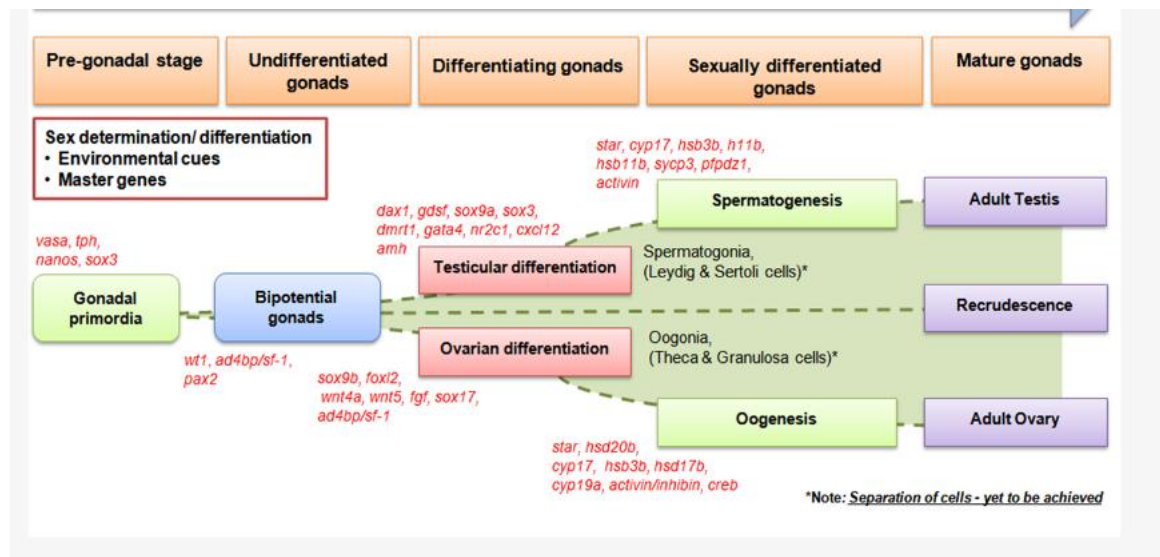 Pre-gonadal stage
Undifferentiated
gonads
Differentiating gonads
Sexually differentiated
gonads
Mature gonads
Sex determination/ differentiation
• Environmental cues
• Master genes
star, cyp17, hsb3b, h11b,
hsb11b, sycp3, pfpdz1,
activin
Spermatogenesis
Adult Testis
dax1, gdsf, sox9a, sox3,
dmrt1, gata4, nr2c1, cxcl12
amh
vasa, tph,
nanos, sox3
Testicular differentiation
Spermatogonia,
(Leydig & Sertoli cells)*
Gonadal
primordia
Bipotential
gonads
Recrudescence
Ovarian differentiation
Oogonia,
(Theca & Granulosa cells)*
wt1, ad4bp/sf-1,
pax2
sox9b, foxl2,
wnt4a, wnt5, fgf, sox17,
ad4bp/sf-1
Oogenesis
Adult Ovary
star, hsd20b,
cyp17, hsb3b, hsd17b,
cyp19a, activin/inhibin, creb
*Note: Separation of cells - yet to be achieved